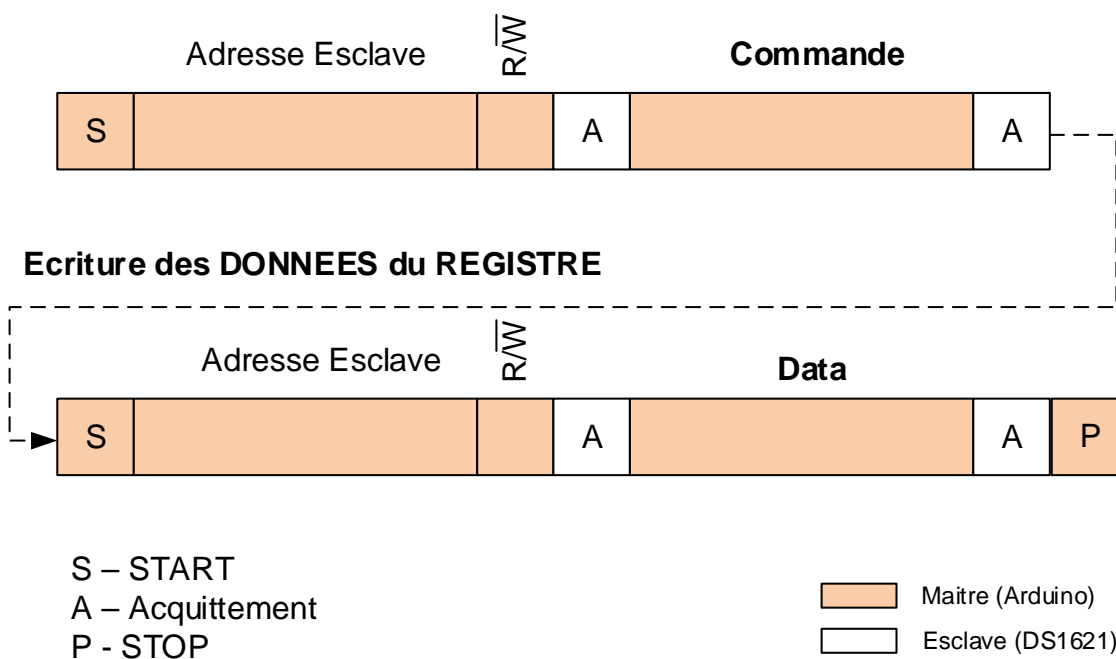 Adresse Esclave R/W Commande
S A A
Ecriture des DONNEES du REGISTRE
Adresse Esclave R/W Data
S A A P
S – START
A – Acquittement
P - STOP
Maitre (Arduino)
Esclave (DS1621)